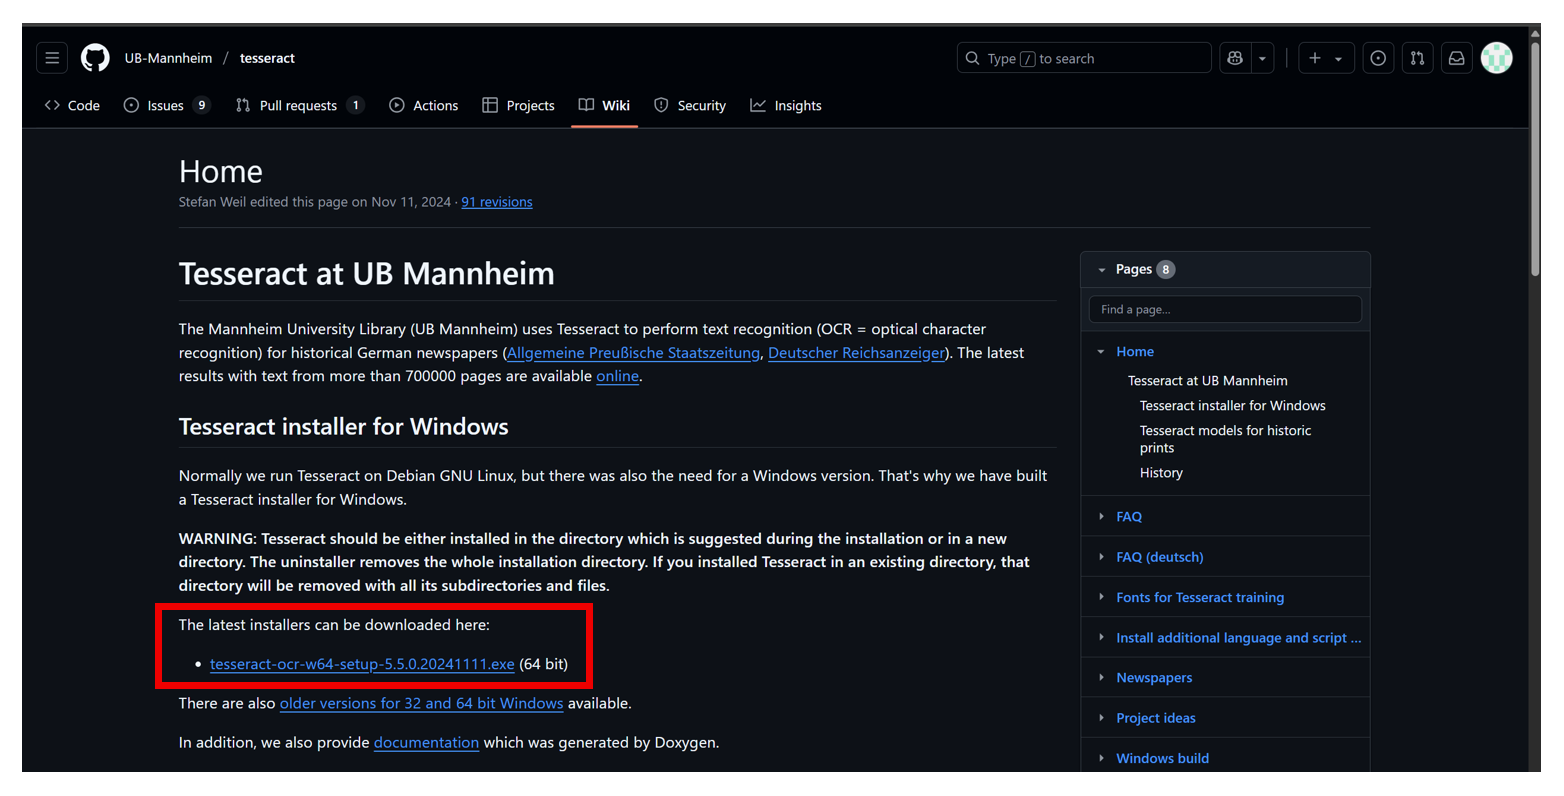 UB-Mannheim / tesseract
Type / to search
Code
Issues 9
Pull requests 1
Actions
Projects
Wiki
Security
Insights
Home
Stefan Weil edited this page on Nov 11, 2024 · 91 revisions
Tesseract at UB Mannheim
The Mannheim University Library (UB Mannheim) uses Tesseract to perform text recognition (OCR = optical character
recognition) for historical German newspapers (Allgemeine Preußische Staatszeitung, Deutscher Reichsanzeiger). The latest
results with text from more than 700000 pages are available online.
Tesseract installer for Windows
Normally we run Tesseract on Debian GNU Linux, but there was also the need for a Windows version. That's why we have built
a Tesseract installer for Windows.
WARNING: Tesseract should be either installed in the directory which is suggested during the installation or in a new
directory. The uninstaller removes the whole installation directory. If you installed Tesseract in an existing directory, that
directory will be removed with all its subdirectories and files.
The latest installers can be downloaded here:
• tesseract-ocr-w64-setup-5.5.0.20241111.exe (64 bit)
There are also older versions for 32 and 64 bit Windows available.
In addition, we also provide documentation which was generated by Doxygen.
Pages 8
Find a page...
Home
Tesseract at UB Mannheim
Tesseract installer for Windows
Tesseract models for historic
prints
History
FAQ
FAQ (deutsch)
Fonts for Tesseract training
Install additional language and script ...
Newspapers
Project ideas
Windows build